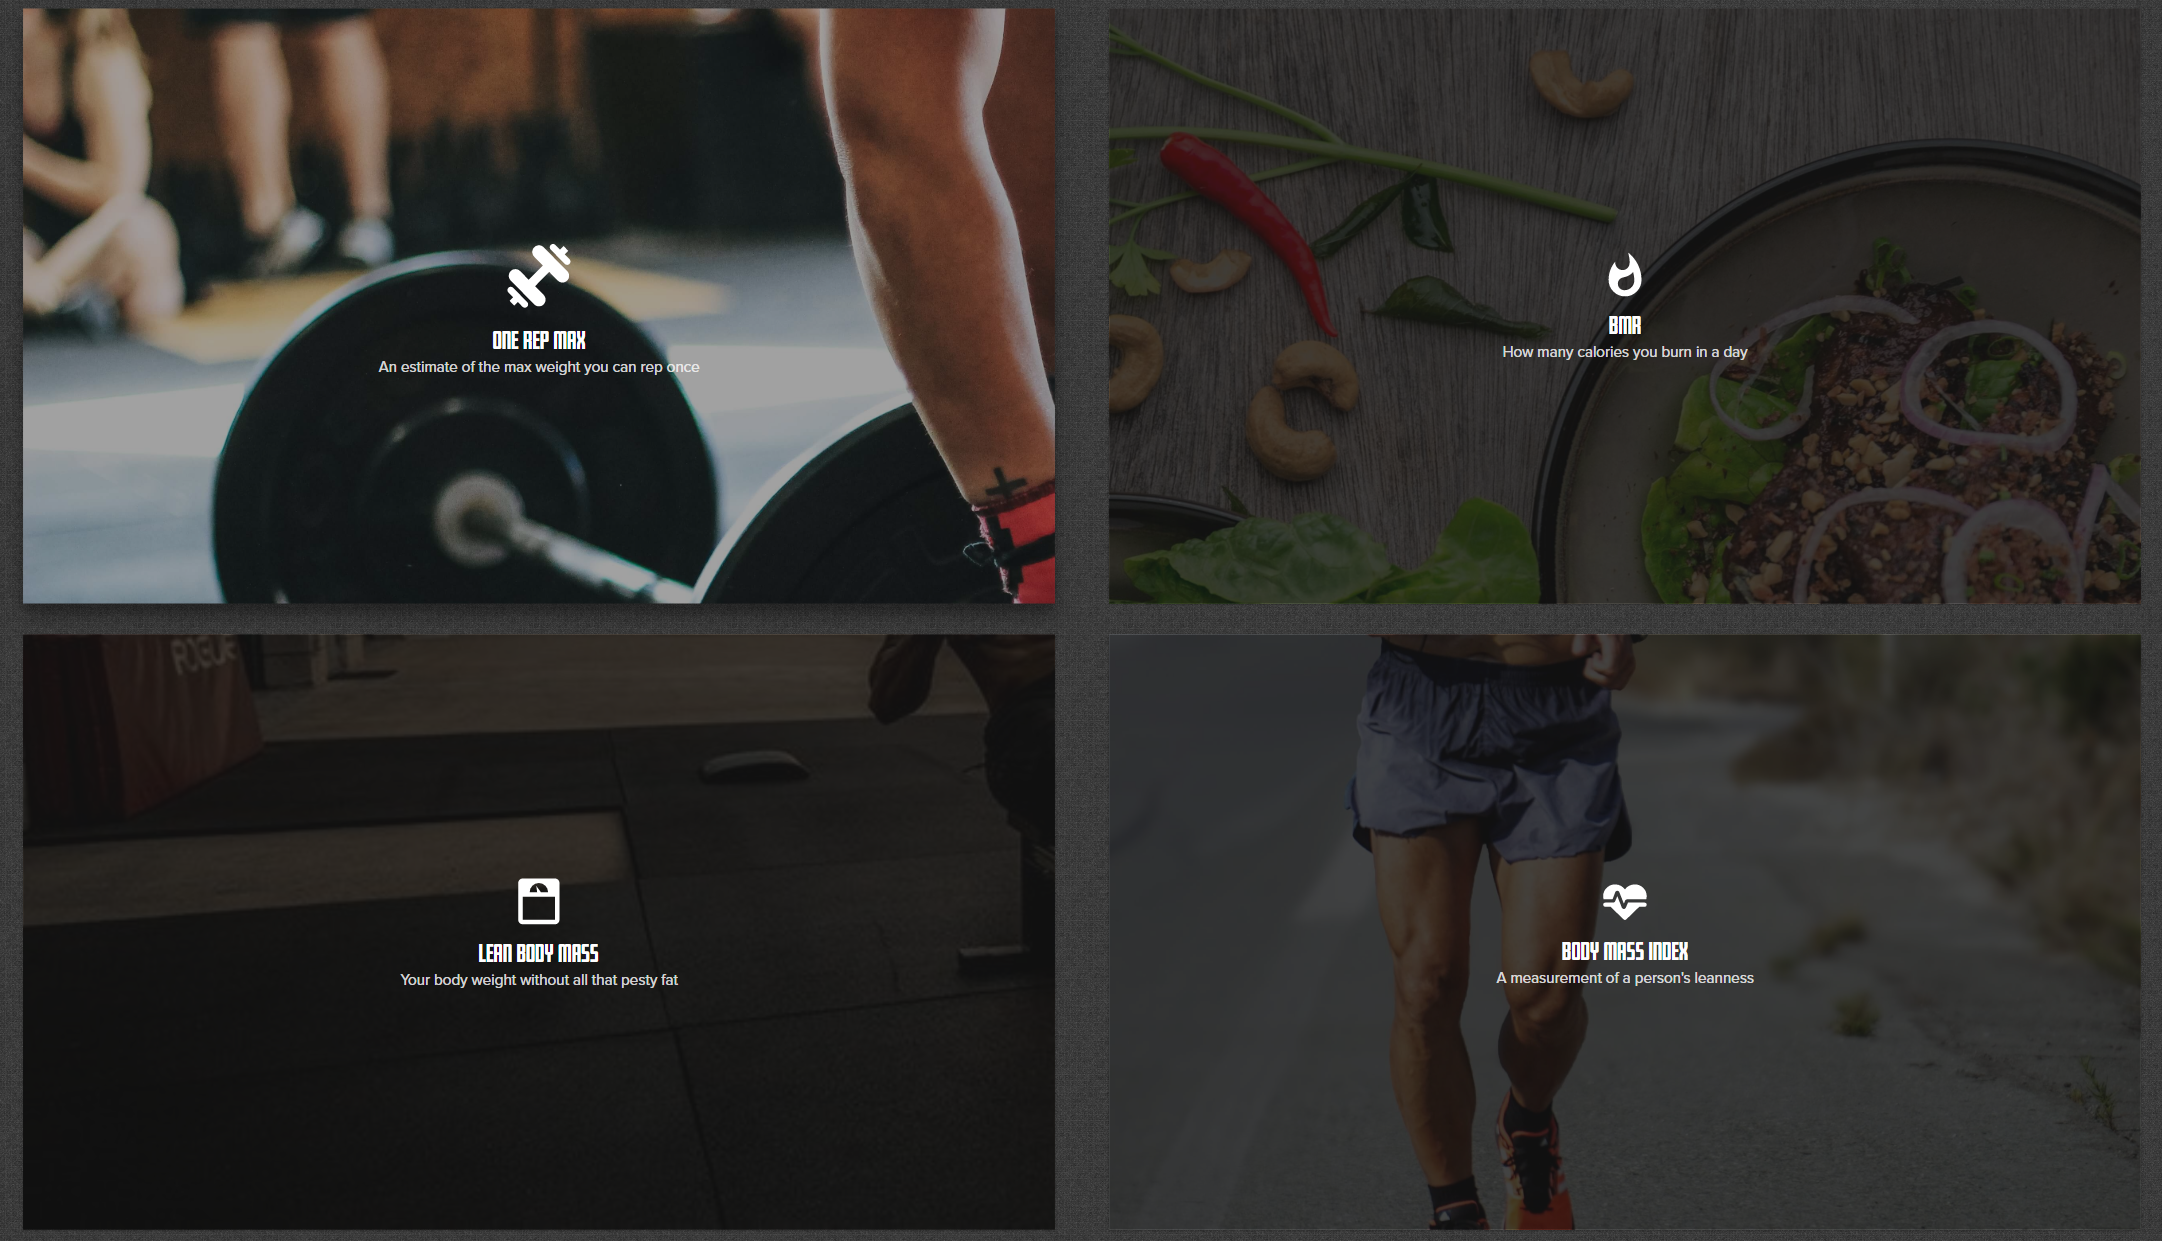 ONE REP MAX
An estimate of the max weight you can rep once
BMR
How many calories you burn in a day
ROGUE
LEAN BODY MASS
Your body weight without all that pesty fat
BODY MASS INDEX
A measurement of a person's leanness